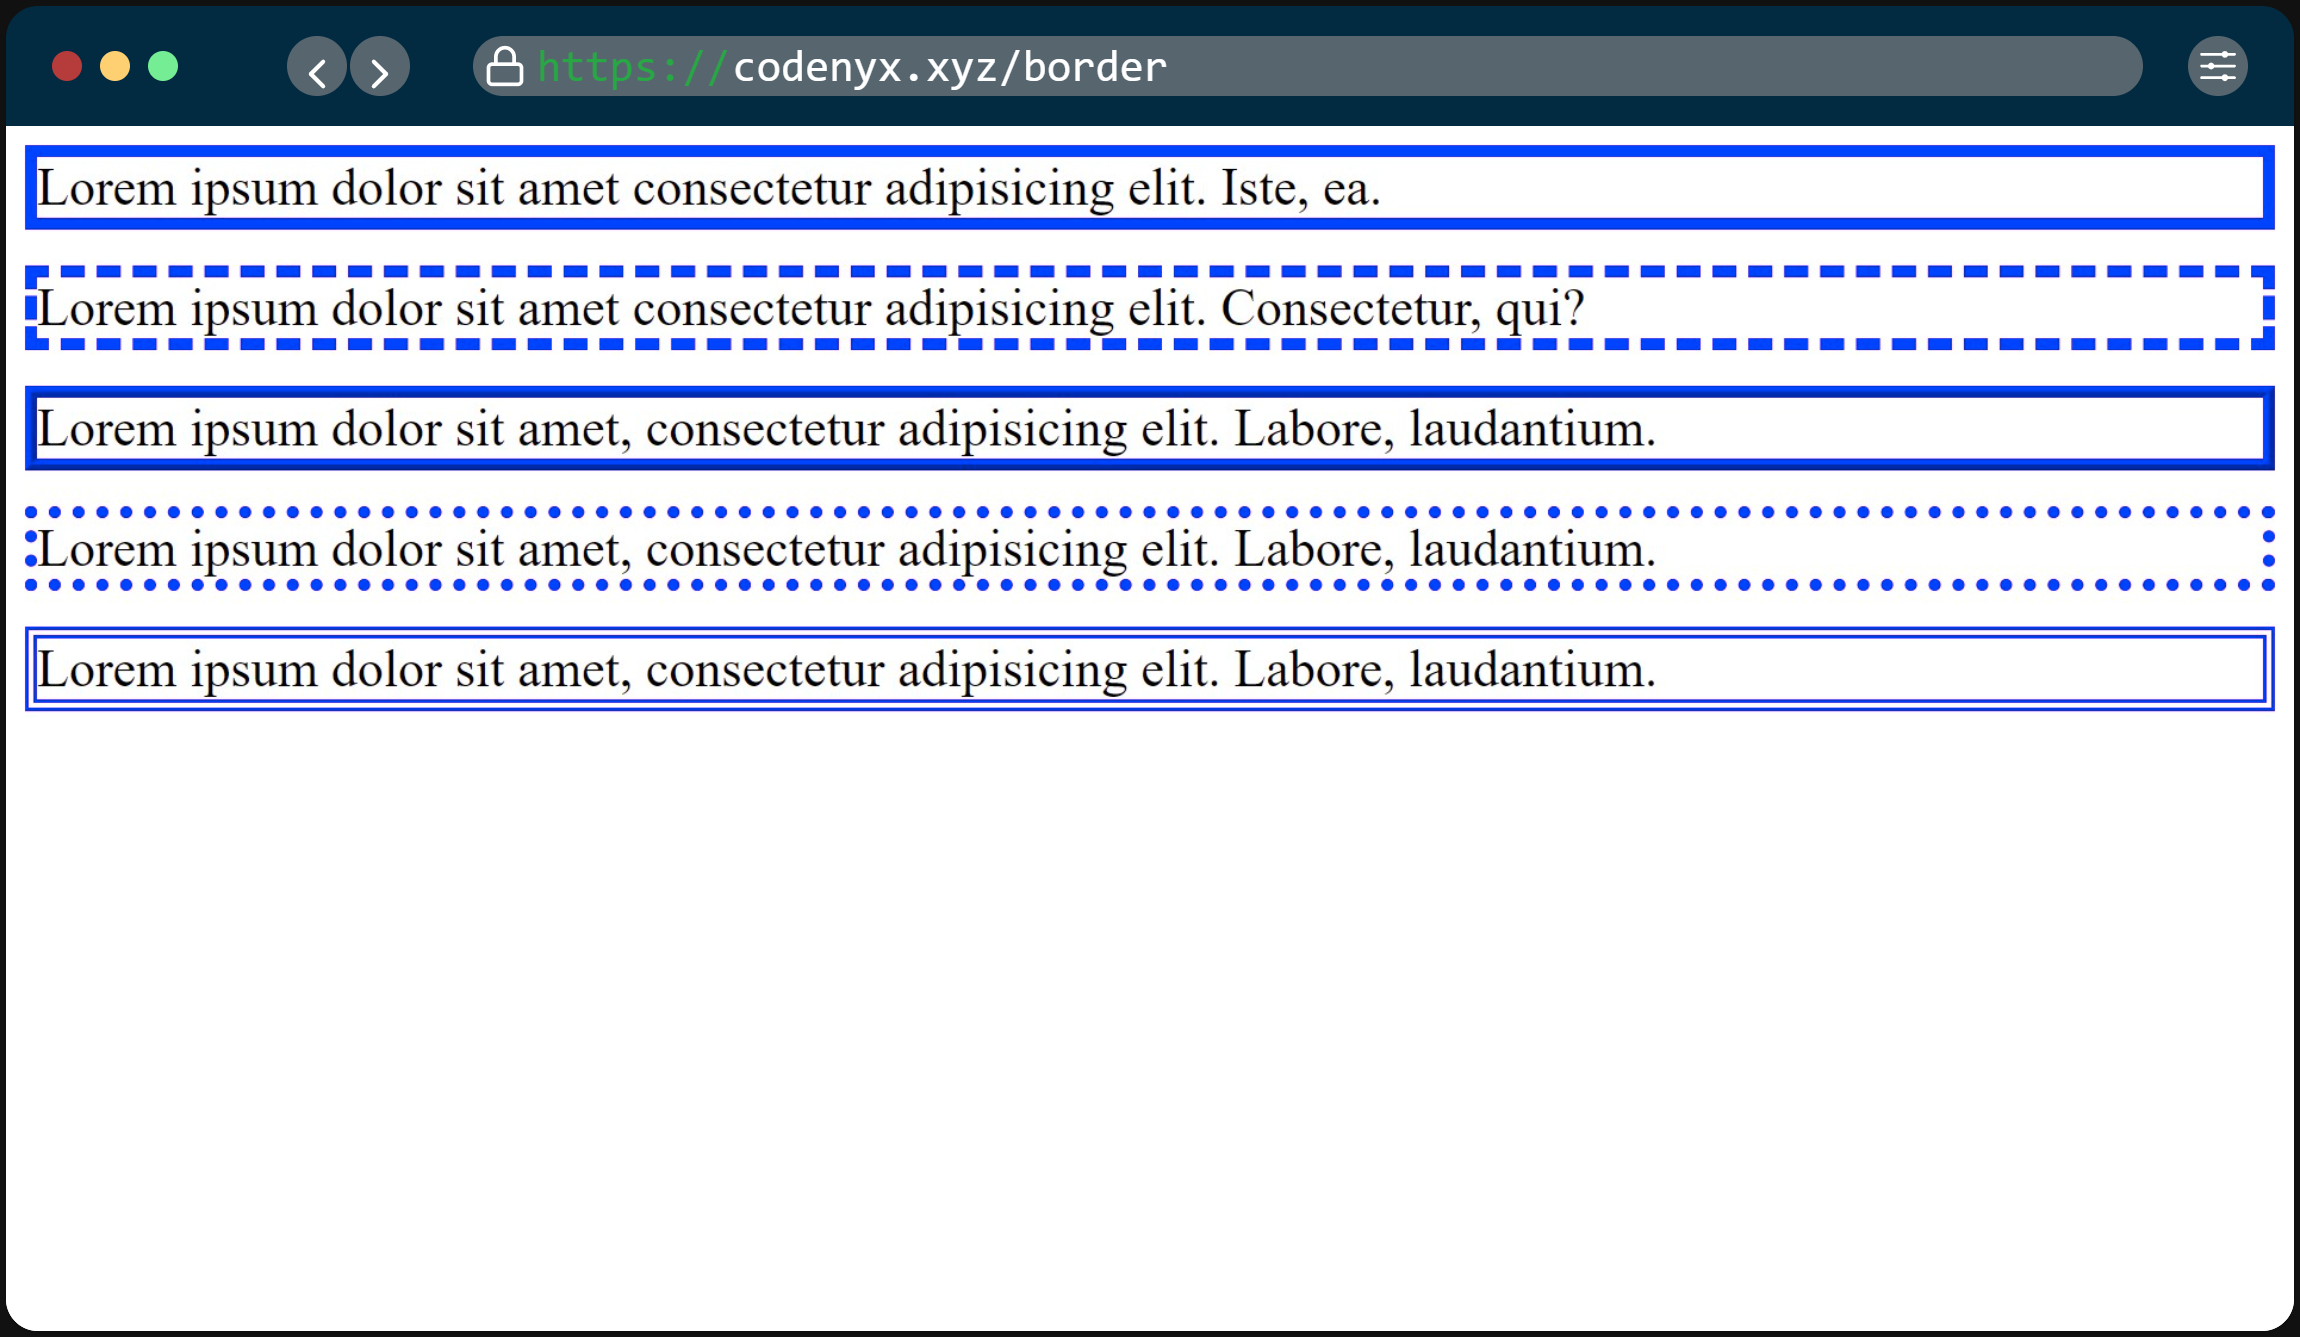 https://codenyx.xyz/border
Lorem ipsum dolor sit amet consectetur adipisicing elit. Iste, ea.
Lorem ipsum dolor sit amet consectetur adipisicing elit. Consectetur, qui?
Lorem ipsum dolor sit amet, consectetur adipisicing elit. Labore, laudantium.
Lorem ipsum dolor sit amet, consectetur adipisicing elit. Labore, laudantium.
Lorem ipsum dolor sit amet, consectetur adipisicing elit. Labore, laudantium.